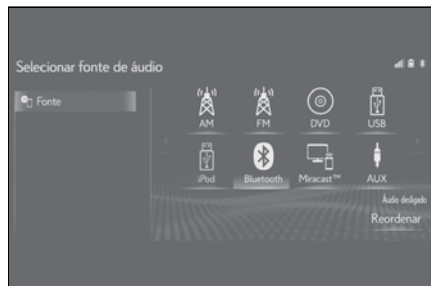 Selecionar fonte de áudio
Fonte
AM
FM
DVD
USB
iPod
Bluetooth
Miracast™
AUX
Áudio desligado
Reordenar